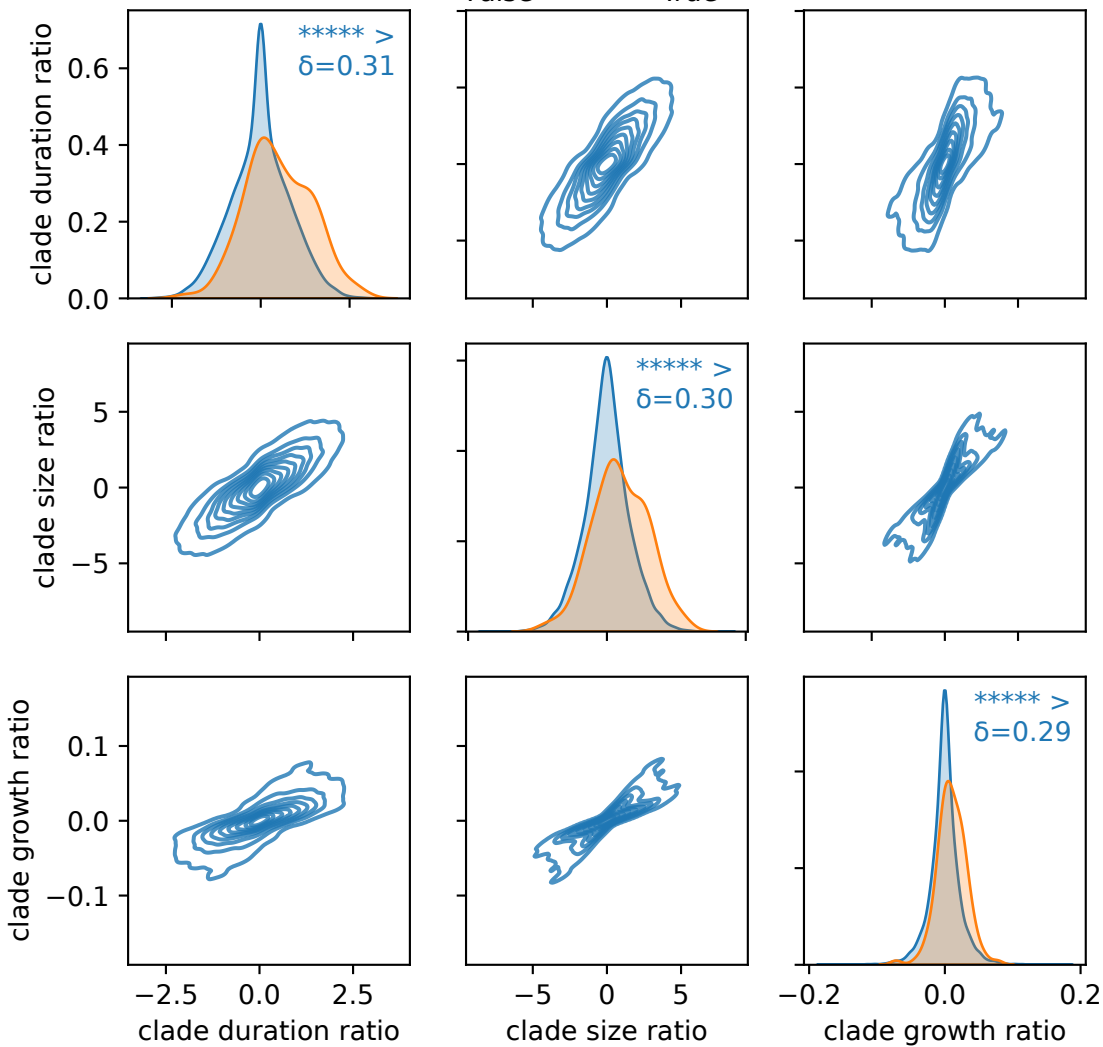 False True
***** >
δ=0.31
clade duration ratio
0.6
0.4
0.2
0.0
***** >
δ=0.30
clade size ratio
5
0
−5
***** >
δ=0.29
clade growth ratio
0.1
0.0
−0.1
−2.5 0.0 2.5 −5 0 5 −0.2 0.0 0.2
clade duration ratio clade size ratio clade growth ratio